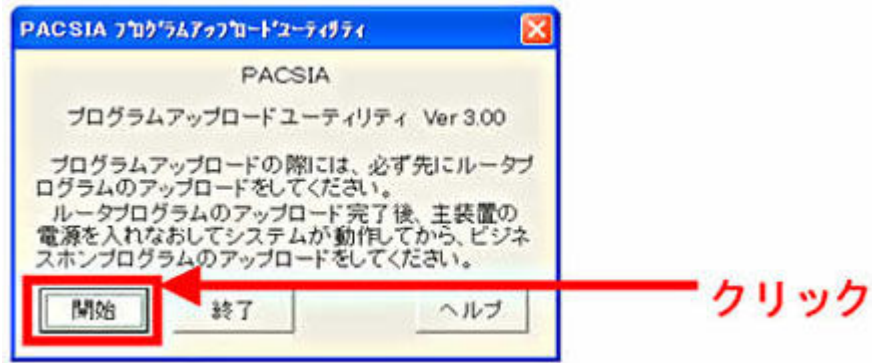 PACSIA ﾌﾟﾛｸﾞﾗﾑｱｯﾌﾟﾛｰﾄﾞﾕｰﾃｨﾘﾃｨ
PACSIA
プログラムアップロードユーティリティ Ver 3.00
プログラムアップロードの際には、必ず先にルータプ
ログラムのアップロードをしてください。
ルータプログラムのアップロード完了後、主装置の
電源を入れなおしてシステムが動作してから、ビジネ
スホンプログラムのアップロードをしてください。
開始 終了 ヘルプ
クリック